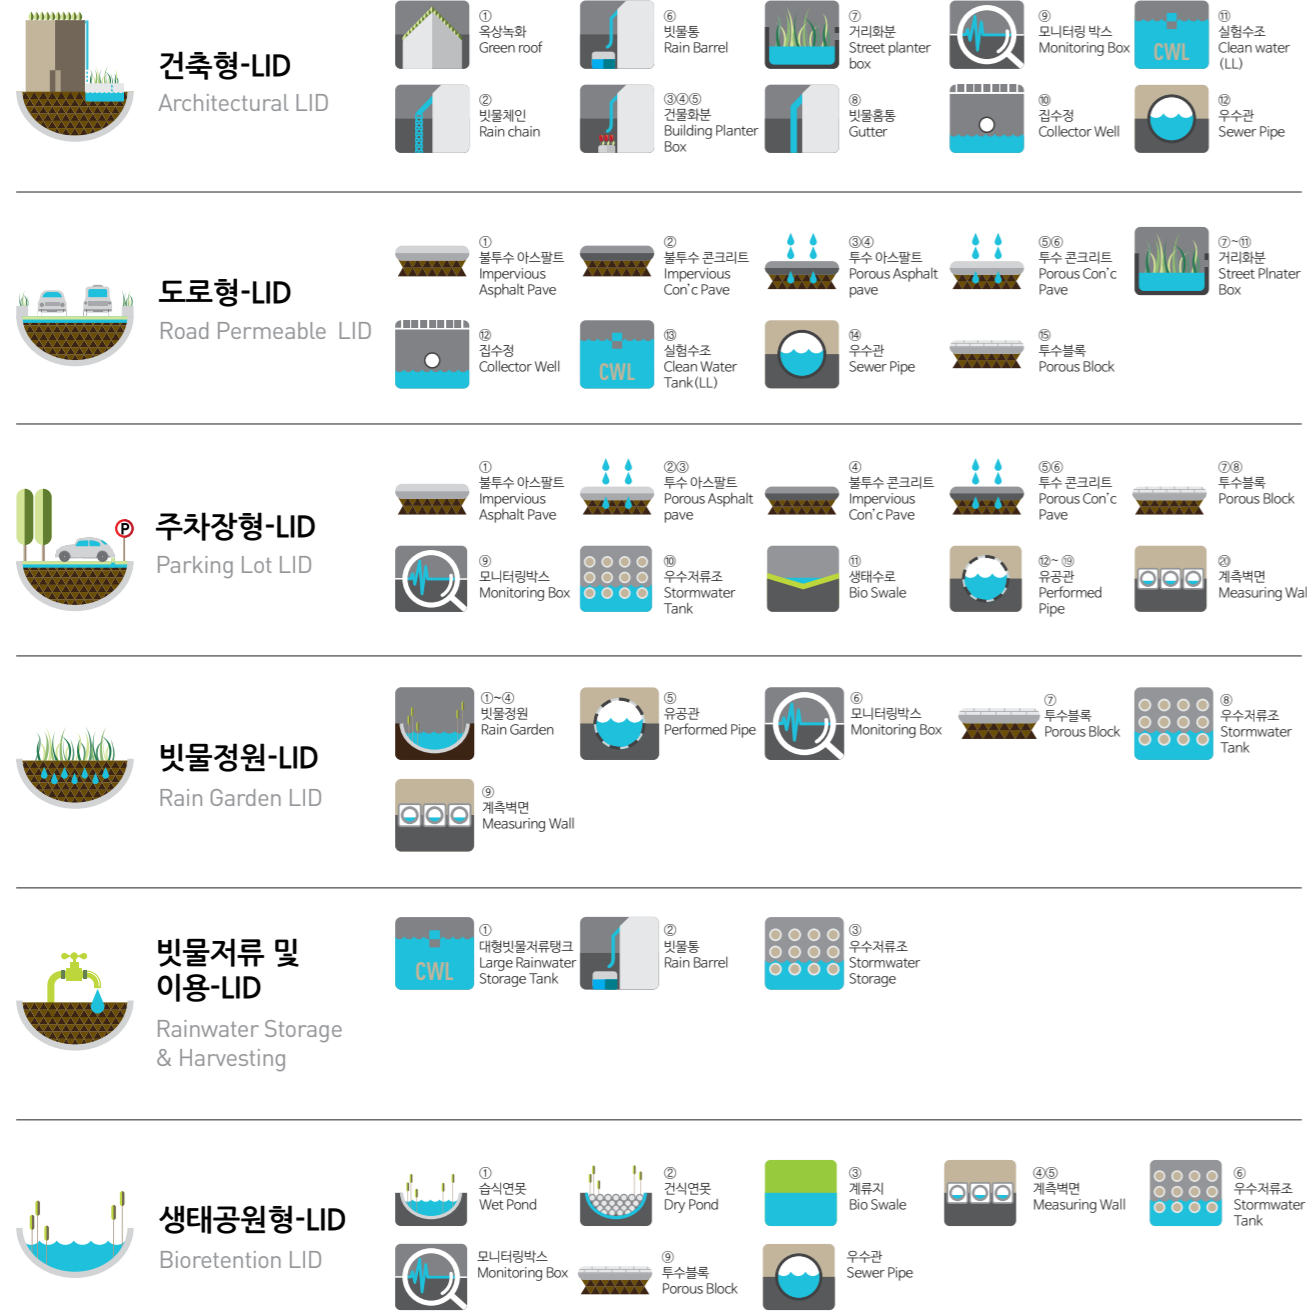 건축형-LID
Architectural LID
①
옥상녹화
Green roof
⑥
빗물통
Rain Barrel
⑦
거리화분
Street planter
box
⑨
모니터링 박스
Monitoring Box
⑪
실험수조
Clean water
(LL)
CWL
②
빗물체인
Rain chain
③④⑤
건물화분
Building Planter
Box
⑧
빗물홈통
Gutter
⑩
집수정
Collector Well
⑫
우수관
Sewer Pipe
도로형-LID
Road Permeable LID
①
불투수 아스팔트
Impervious
Asphalt Pave
②
불투수 콘크리트
Impervious
Con'c Pave
③④
투수 아스팔트
Porous Asphalt
pave
⑤⑥
투수 콘크리트
Porous Con'c
Pave
⑦~⑪
거리화분
Street Plnater
Box
⑫
집수정
Collector Well
CWL
⑬
실험수조
Clean Water
Tank(LL)
⑭
우수관
Sewer Pipe
⑮
투수블록
Porous Block
P
주차장형-LID
Parking Lot LID
①
불투수 아스팔트
Impervious
Asphalt Pave
②③
투수 아스팔트
Porous Asphalt
pave
④
불투수 콘크리트
Impervious
Con'c Pave
⑤⑥
투수 콘크리트
Porous Con'c
Pave
⑦⑧
투수블록
Porous Block
⑨
모니터링박스
Monitoring Box
⑩
우수저류조
Stormwater
Tank
⑪
생태수로
Bio Swale
⑫~ ⑲
유공관
Performed
Pipe
⑳
계측벽면
Measuring Wal
빗물정원-LID
Rain Garden LID
①~④
빗물정원
Rain Garden
⑤
유공관
Performed Pipe
⑥
모니터링박스
Monitoring Box
⑦
투수블록
Porous Block
⑧
우수저류조
Stormwater
Tank
⑨
계측벽면
Measuring Wall
빗물저류 및
이용-LID
Rainwater Storage
& Harvesting
CWL
①
대형빗물저류탱크
Large Rainwater
Storage Tank
②
빗물통
Rain Barrel
③
우수저류조
Stormwater
Storage
생태공원형-LID
Bioretention LID
①
습식연못
Wet Pond
②
건식연못
Dry Pond
③
계류지
Bio Swale
④⑤
계측벽면
Measuring Wall
⑥
우수저류조
Stormwater
Tank
모니터링박스
Monitoring Box
⑨
투수블록
Porous Block
우수관
Sewer Pipe